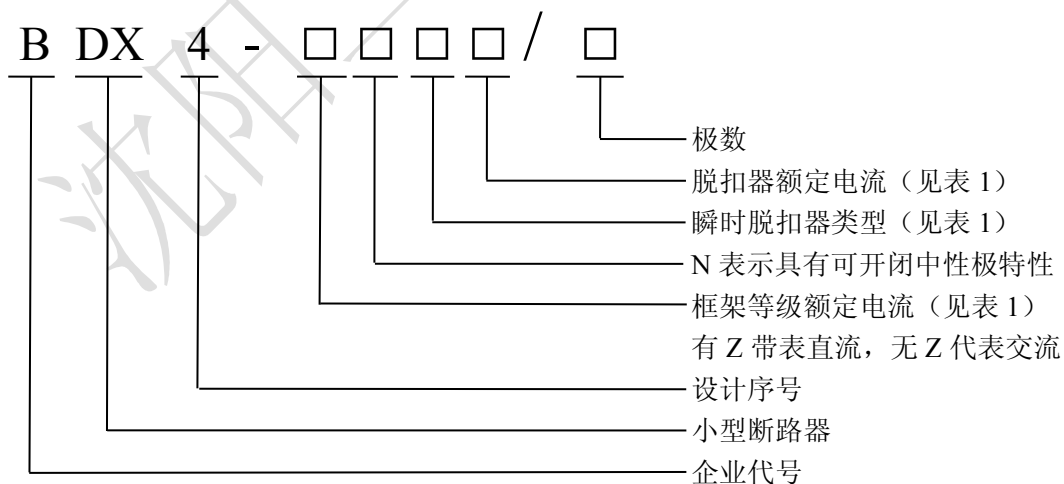 B DX 4 - □ □ □ □ / □
极数
脱扣器额定电流（见表 1）
瞬时脱扣器类型（见表 1）
N 表示具有可开闭中性极特性
框架等级额定电流（见表 1）
有 Z 带表直流，无 Z 代表交流
设计序号
小型断路器
企业代号
沈阳